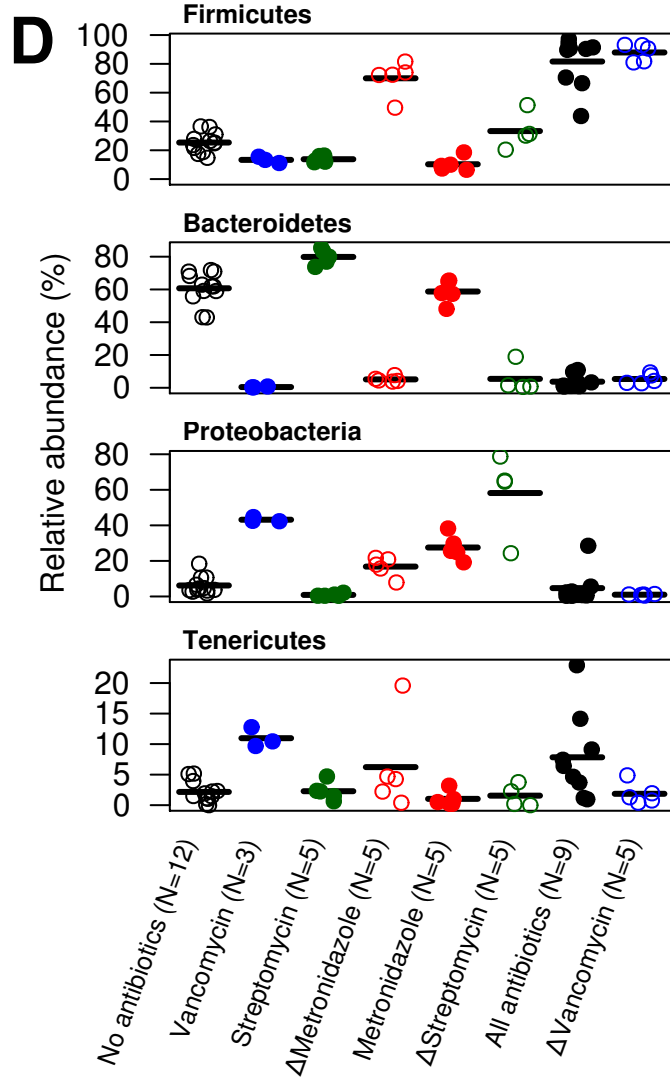 D
Firmicutes
100
80
60
40
20
0
Bacteroidetes
80
60
40
20
0
Proteobacteria
80
60
40
20
0
Tenericutes
20
15
10
5
0
Relative abundance (%)
No antibiotics (N=12)
Vancomycin (N=3)
Streptomycin (N=5)
ΔMetronidazole (N=5)
Metronidazole (N=5)
ΔStreptomycin (N=5)
All antibiotics (N=9)
ΔVancomycin (N=5)